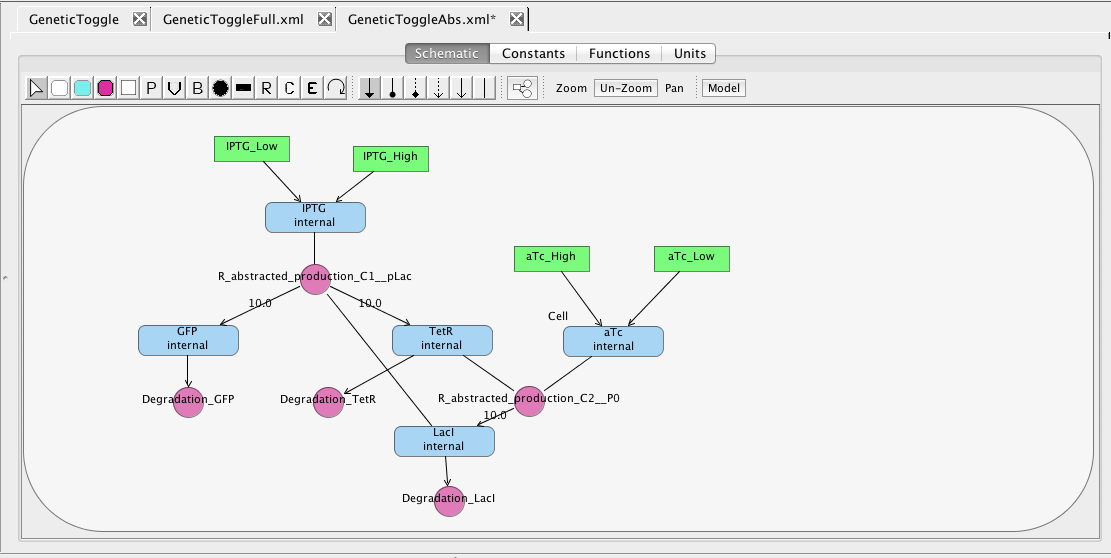 GeneticToggle GeneticToggleFull.xml GeneticToggleAbs.xml*
Schematic Constants Functions Units
P V B R C E Zoom Un-Zoom Pan Model
IPTG_Low
IPTG_High
IPTG
internal
R_abstracted_production_C1__pLac
10.0 10.0
aTc_High aTc_Low
Cell
GFP
internal
TetR
internal
aTc
internal
Degradation_GFP Degradation_TetR R_abstracted_production_C2__P0
10.0
LacI
internal
Degradation_LacI